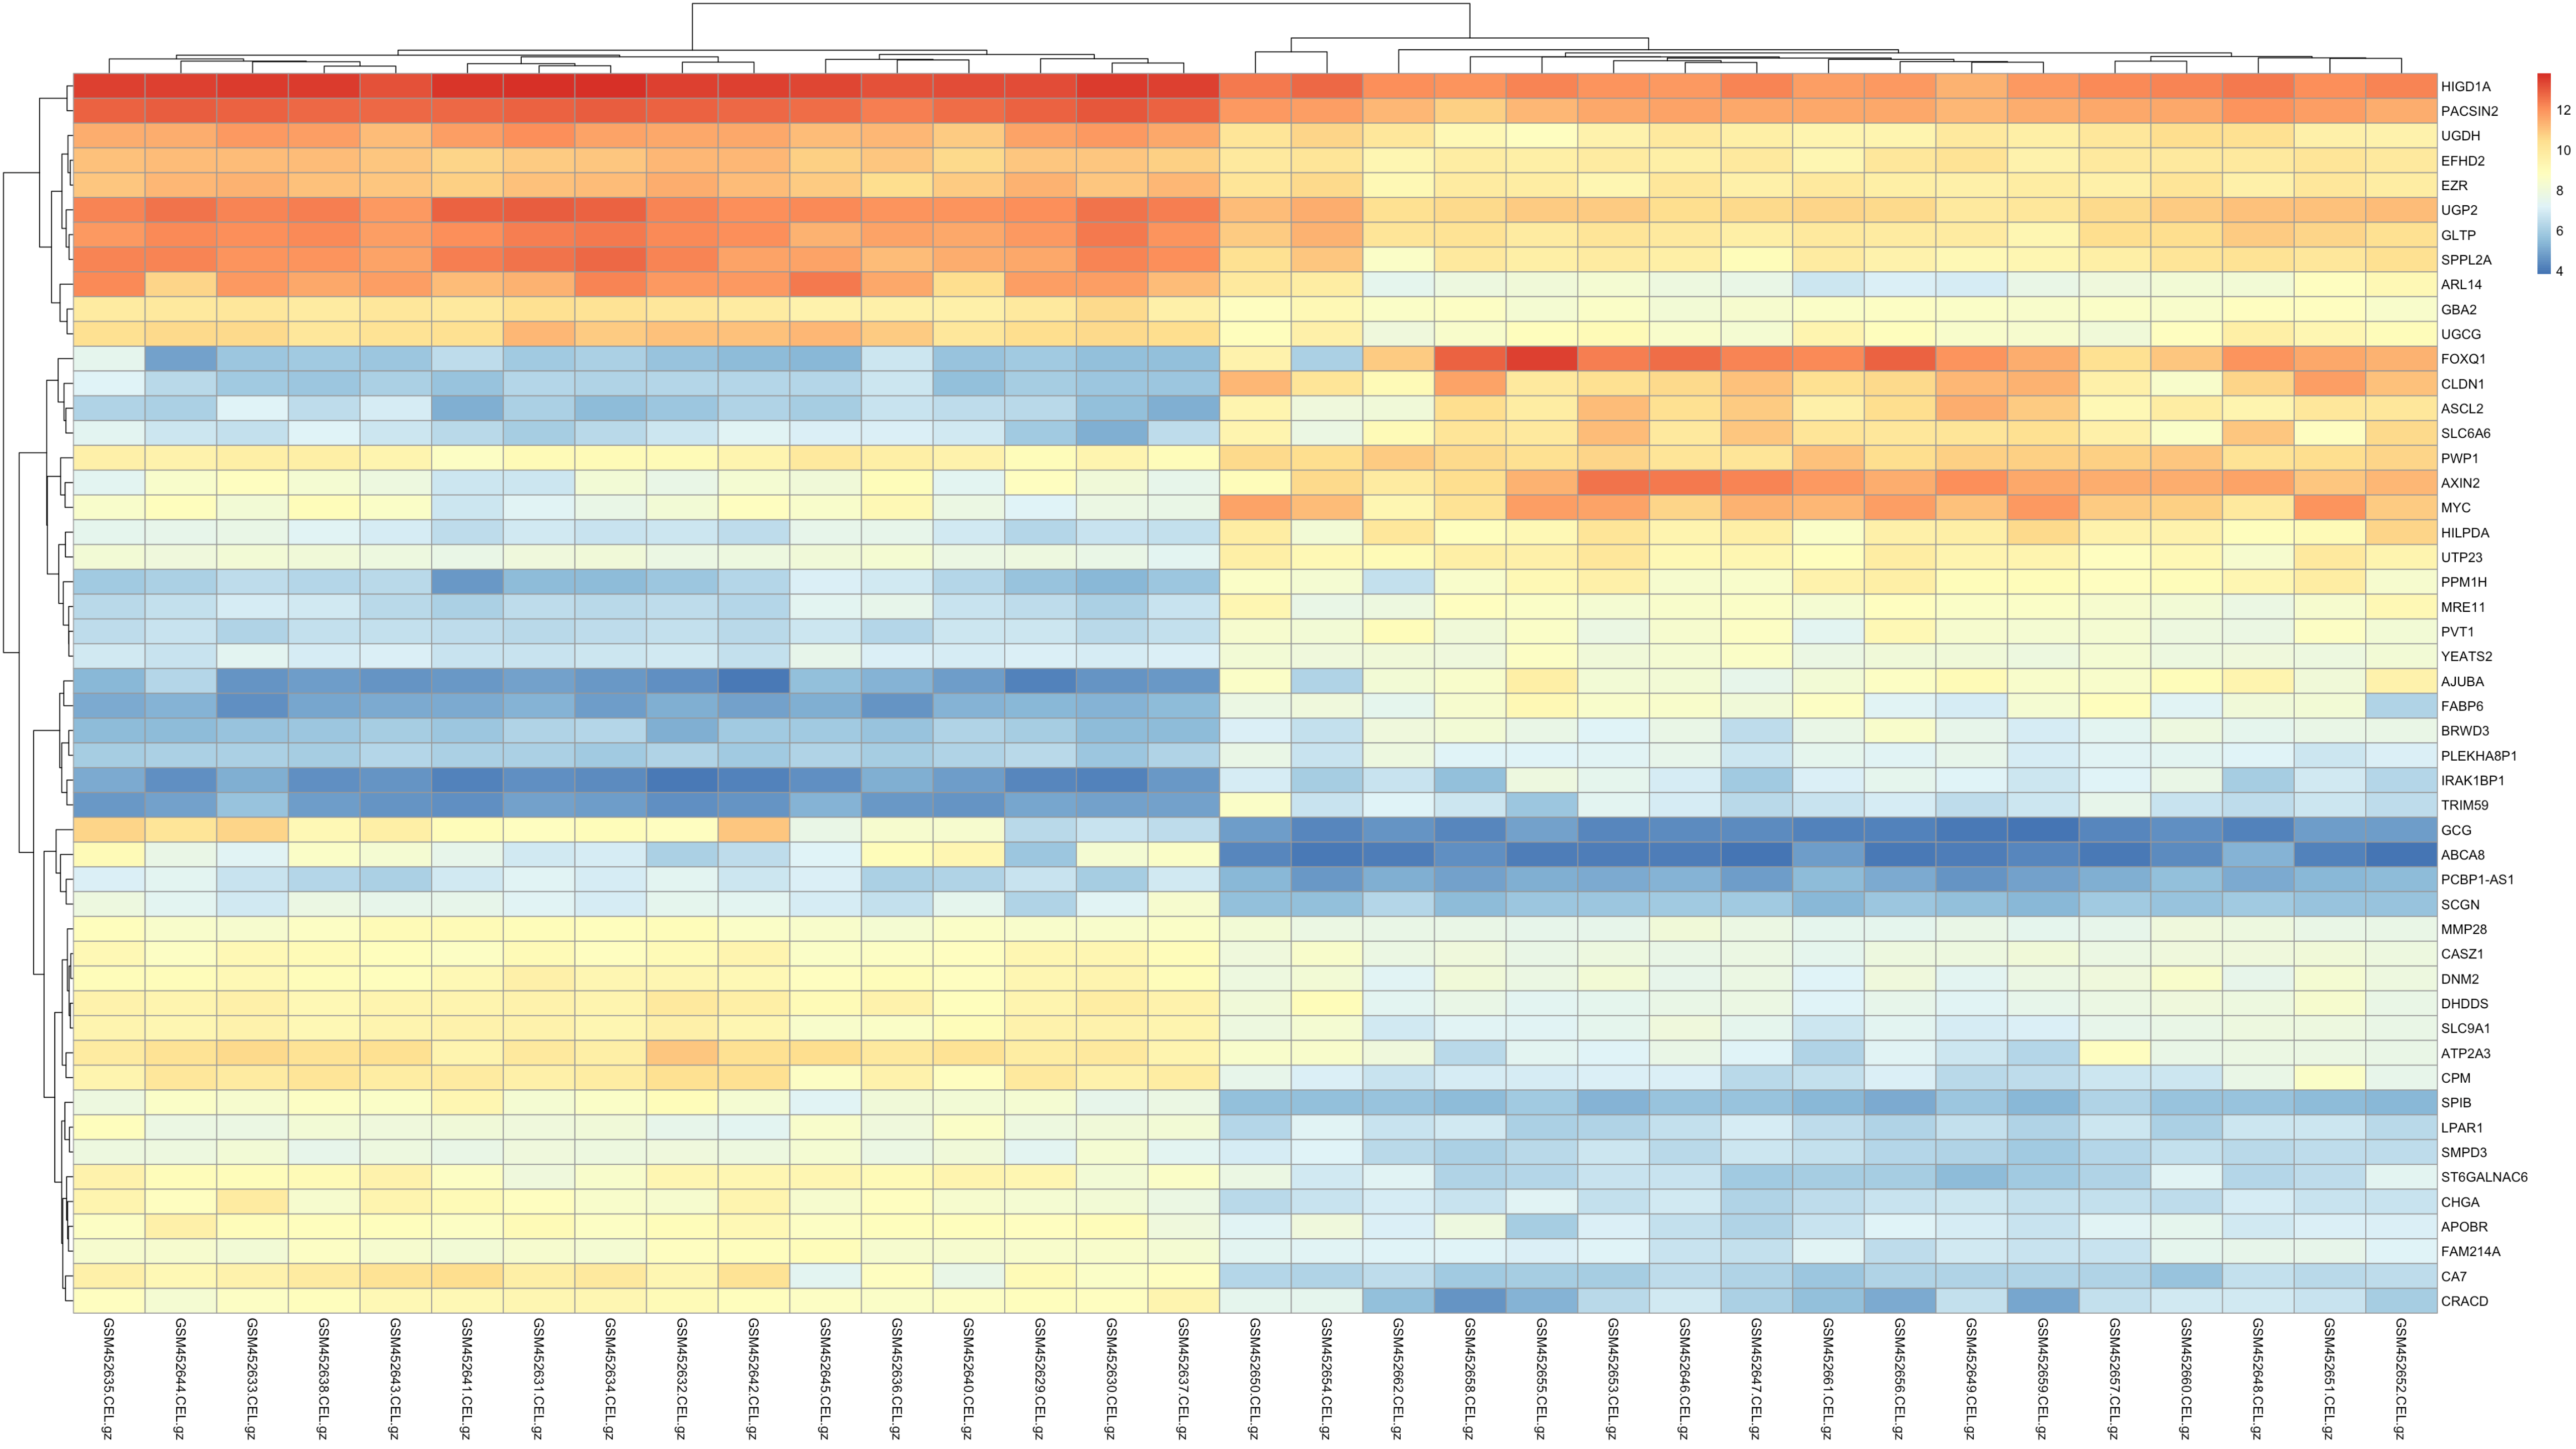 HIGD1A
PACSIN2
UGDH
EFHD2
EZR
UGP2
GLTP
SPPL2A
ARL14
GBA2
UGCG
FOXQ1
CLDN1
ASCL2
SLC6A6
PWP1
AXIN2
MYC
HILPDA
UTP23
PPM1H
MRE11
PVT1
YEATS2
AJUBA
FABP6
BRWD3
PLEKHA8P1
IRAK1BP1
TRIM59
GCG
ABCA8
PCBP1-AS1
SCGN
MMP28
CASZ1
DNM2
DHDDS
SLC9A1
ATP2A3
CPM
SPIB
LPAR1
SMPD3
ST6GALNAC6
CHGA
APOBR
FAM214A
CA7
CRACD
12
10
8
6
4
GSM452635.CEL.gz
GSM452644.CEL.gz
GSM452633.CEL.gz
GSM452638.CEL.gz
GSM452643.CEL.gz
GSM452641.CEL.gz
GSM452631.CEL.gz
GSM452634.CEL.gz
GSM452632.CEL.gz
GSM452642.CEL.gz
GSM452645.CEL.gz
GSM452636.CEL.gz
GSM452640.CEL.gz
GSM452629.CEL.gz
GSM452630.CEL.gz
GSM452637.CEL.gz
GSM452650.CEL.gz
GSM452654.CEL.gz
GSM452662.CEL.gz
GSM452658.CEL.gz
GSM452655.CEL.gz
GSM452653.CEL.gz
GSM452646.CEL.gz
GSM452647.CEL.gz
GSM452661.CEL.gz
GSM452656.CEL.gz
GSM452649.CEL.gz
GSM452659.CEL.gz
GSM452657.CEL.gz
GSM452660.CEL.gz
GSM452648.CEL.gz
GSM452651.CEL.gz
GSM452652.CEL.gz